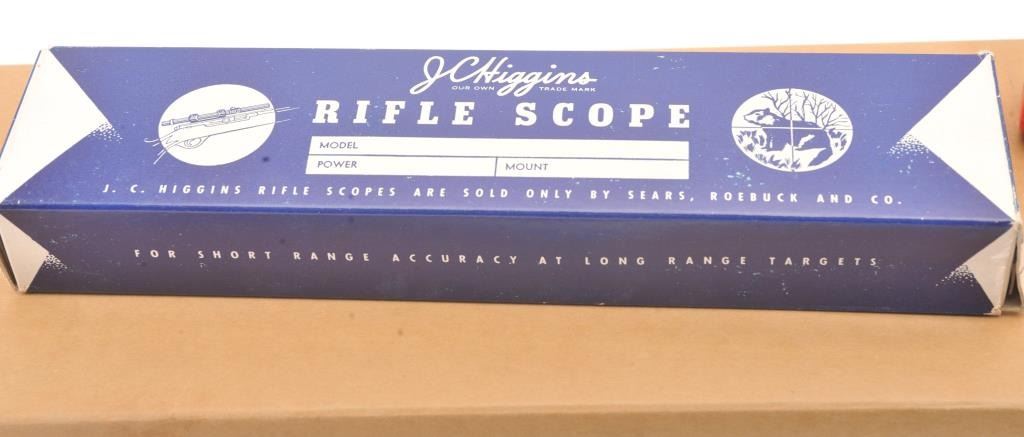 J.C. Higgins
OUR OWN TRADE MARK
RIFLE SCOPE
MODEL
POWER MOUNT
J. C. HIGGINS RIFLE SCOPES ARE SOLD ONLY BY SEARS, ROEBUCK AND CO.
FOR SHORT RANGE ACCURACY AT LONG RANGE TARGETS